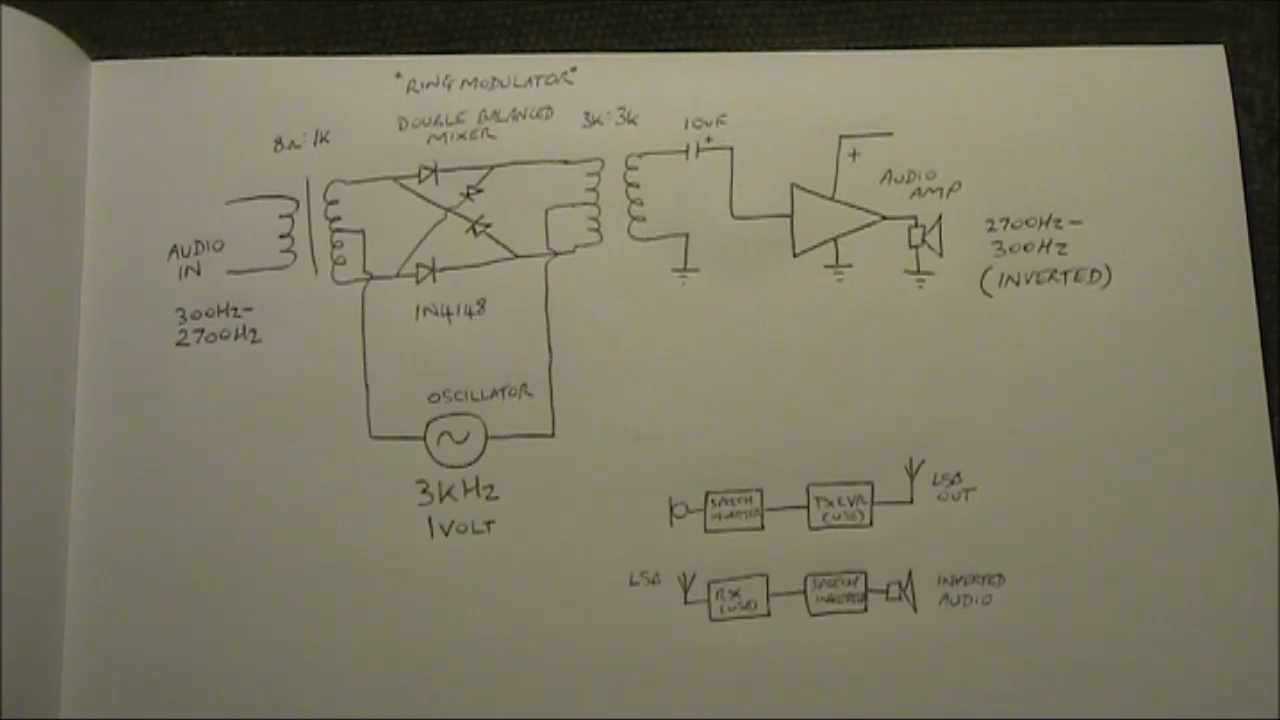 "RING MODULATOR"
DOUBLE BALANCED
MIXER
8Ω:1K
3K:3K
10UF
+
+
AUDIO
AMP
AUDIO
IN
300HZ-
2700HZ
1N4148
2700HZ-
300HZ
(INVERTED)
OSCILLATOR
3KHZ
1VOLT
SPEECH
INVERTER
TXCVR
(USB)
LSB
OUT
LSB
RX
(USB)
SPEECH
INVERTER
INVERTED
AUDIO